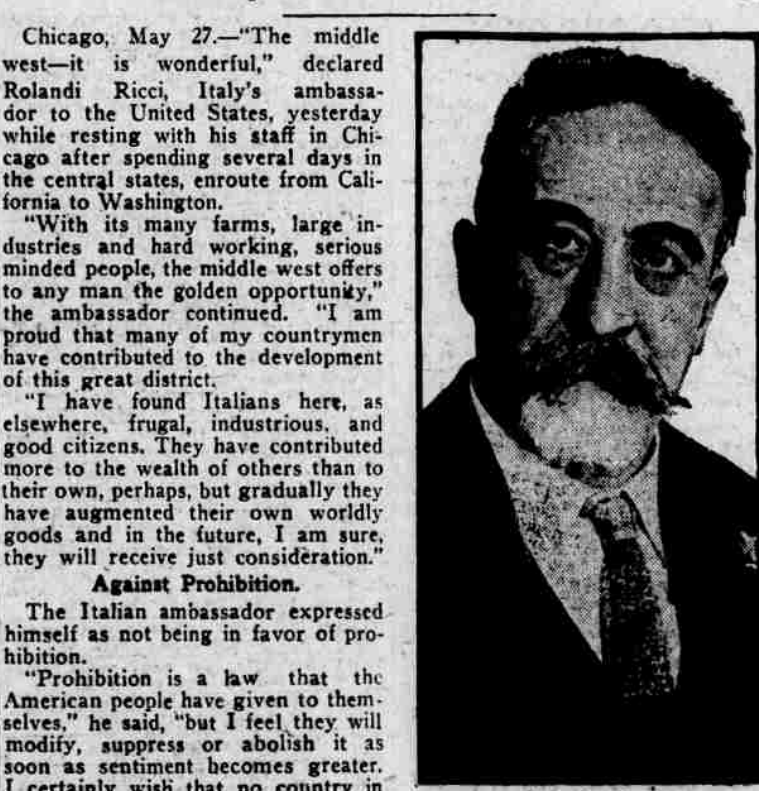 Chicago, May 27.—“The middle
west—it is wonderful,” declared
Rolandi Ricci, Italy's ambassa-
dor to the United States, yesterday
while resting with his staff in Chi-
cago after spending several days in
the central states, enroute from Cali-
fornia to Washington.
“With its many farms, large in-
dustries and hard working, serious
minded people, the middle west offers
to any man the golden opportunity,”
the ambassador continued. “I am
proud that many of my countrymen
have contributed to the development
of this great district.
“I have found Italians here, as
elsewhere, frugal, industrious, and
good citizens. They have contributed
more to the wealth of others than to
their own, perhaps, but gradually they
have augmented their own worldly
goods and in the future, I am sure,
they will receive just consideration.”
Against Prohibition.
The Italian ambassador expressed
himself as not being in favor of pro-
hibition.
“Prohibition is a law that the
American people have given to them-
selves,” he said, “but I feel they will
modify, suppress or abolish it as
soon as sentiment becomes greater.
I certainly wish that no country in